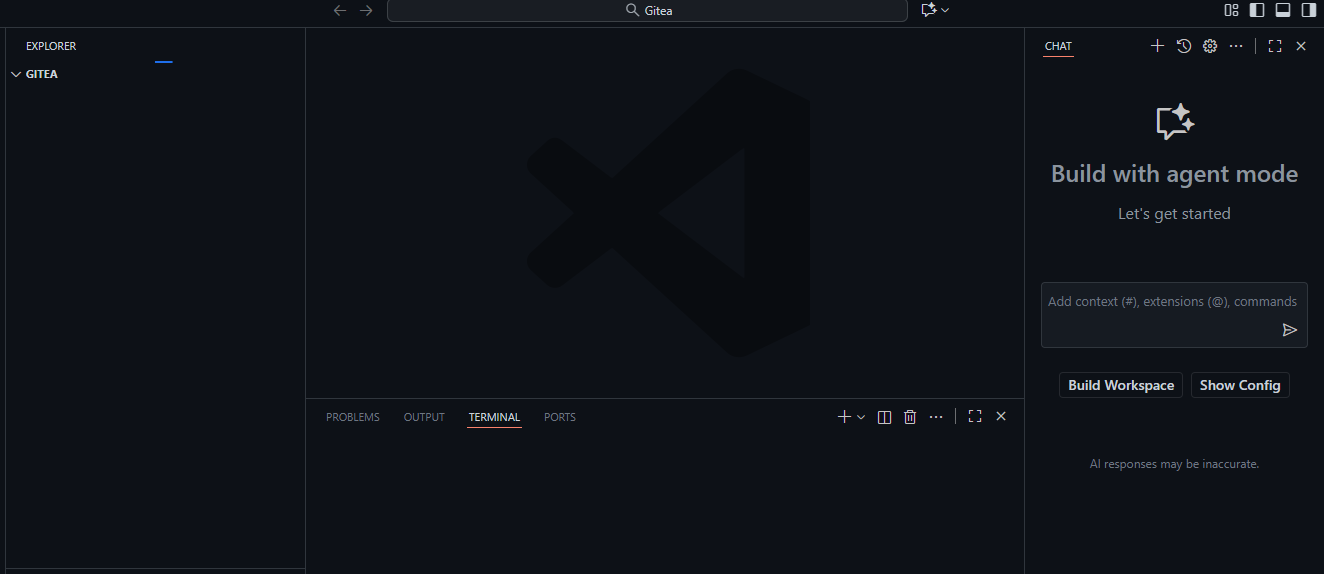 Gitea
EXPLORER
GITEA
CHAT
Build with agent mode
Let's get started
Add context (#), extensions (@), commands
Build Workspace
Show Config
AI responses may be inaccurate.
PROBLEMS
OUTPUT
TERMINAL
PORTS